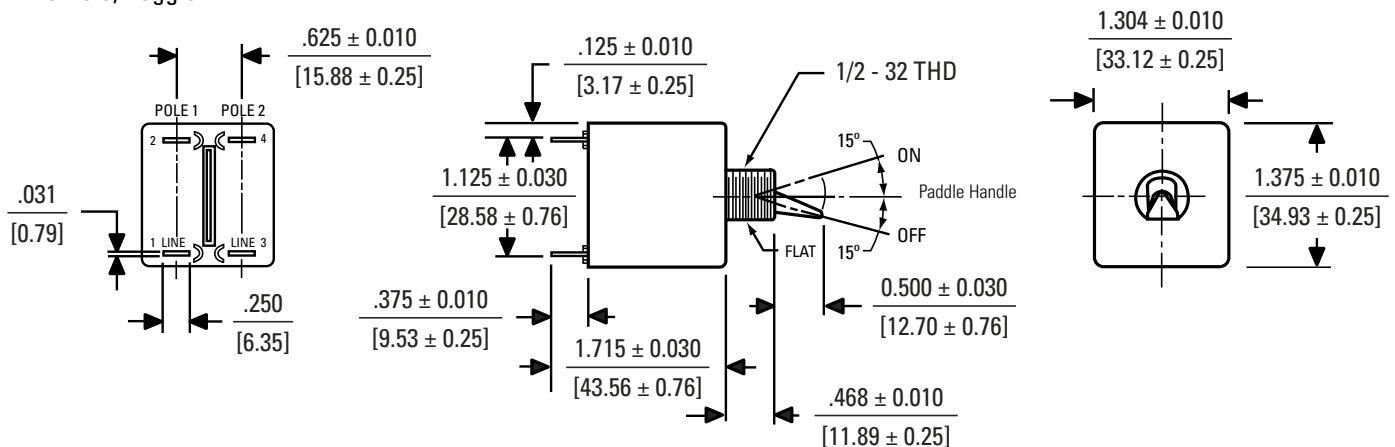 .625 ± 0.010
[15.88 ± 0.25]
POLE 1 POLE 2
2 4
1 LINE LINE 3
.031
[0.79]
.250
[6.35]
.125 ± 0.010
[3.17 ± 0.25]
1/2 - 32 THD
1.125 ± 0.030
[28.58 ± 0.76]
15º
ON
Paddle Handle
OFF
15º
FLAT
.375 ± 0.010
[9.53 ± 0.25]
1.715 ± 0.030
[43.56 ± 0.76]
0.500 ± 0.030
[12.70 ± 0.76]
.468 ± 0.010
[11.89 ± 0.25]
1.304 ± 0.010
[33.12 ± 0.25]
1.375 ± 0.010
[34.93 ± 0.25]